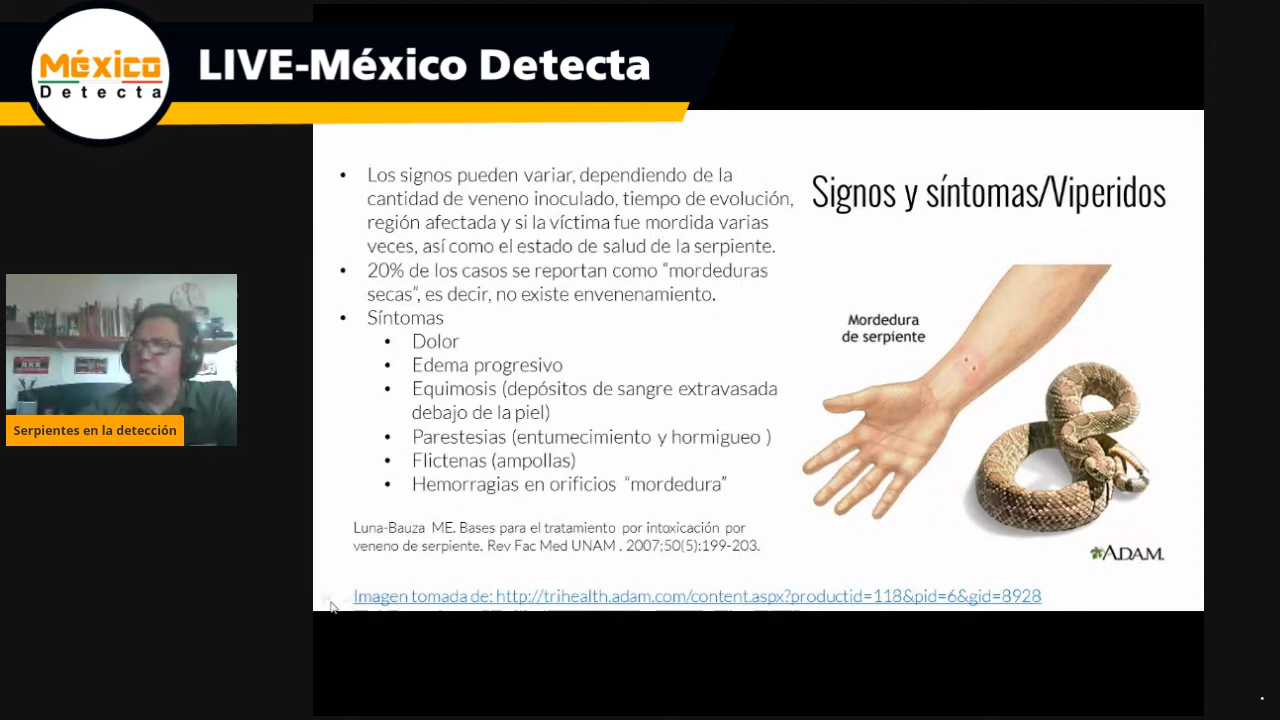 México
Detecta
LIVE-México Detecta
• Los signos pueden variar, dependiendo de la
cantidad de veneno inoculado, tiempo de evolución,
región afectada y si la víctima fue mordida varias
veces, así como el estado de salud de la serpiente.
• 20% de los casos se reportan como “mordeduras
secas”, es decir, no existe envenenamiento.
• Síntomas
• Dolor
• Edema progresivo
• Equimosis (depósitos de sangre extravasada
debajo de la piel)
• Parestesias (entumecimiento y hormigueo )
• Flictenas (ampollas)
• Hemorragias en orificios “mordedura”
Luna-Bauza ME. Bases para el tratamiento por intoxicación por
veneno de serpiente. Rev Fac Med UNAM . 2007;50(5):199-203.
Imagen tomada de: http://trihealth.adam.com/content.aspx?productid=118&pid=6&gid=8928
Signos y síntomas/Viperidos
Mordedura
de serpiente
ADAM.
Serpientes en la detección